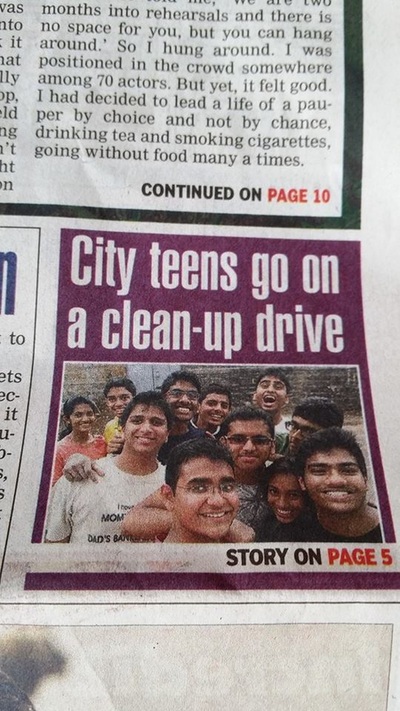 was
nto
it
hat
lly
op,
eld
ng
n't
ht
on
months into rehearsals and there is
no space for you, but you can hang
around.' So I hung around. I was
positioned in the crowd somewhere
among 70 actors. But yet, it felt good.
I had decided to lead a life of a pau-
per by choice and not by chance,
drinking tea and smoking cigarettes,
going without food many a times.
CONTINUED ON PAGE 10
n
to
ets
ec-
it
u-
o-
s,
s
City teens go on
a clean-up drive
MOM
DAD'S
STORY ON PAGE 5